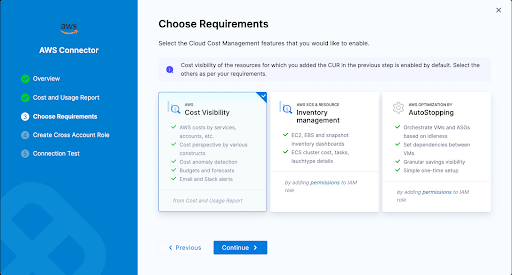 aws
AWS Connector
Overview
Cost and Usage Report
3 Choose Requirements
4 Create Cross Account Role
5 Connection Test
Choose Requirements
Select the Cloud Cost Management features that you would like to enable.
Cost visibility of the resources for which you added the CUR in the previous step is enabled by default. Select the
others as per your requirements.
AWS
Cost Visibility
AWS costs by services,
accounts, etc.
Cost perspective by various
constructs
Cost anomaly detection
Budgets and forecasts
Email and Slack alerts
from Cost and Usage Report
AWS ECS & RESOURCE
Inventory
management
EC2, EBS and snapshot
inventory dashboards
ECS cluster cost, tasks,
launchtype details
by adding permissions to IAM
role
AWS OPTIMIZATION BY
AutoStopping
Orchestrate VMs and ASGs
based on idleness
Set dependencies between
VMs
Granular savings visibility
Simple one-time setup
by adding permissions to IAM
role
Previous
Continue